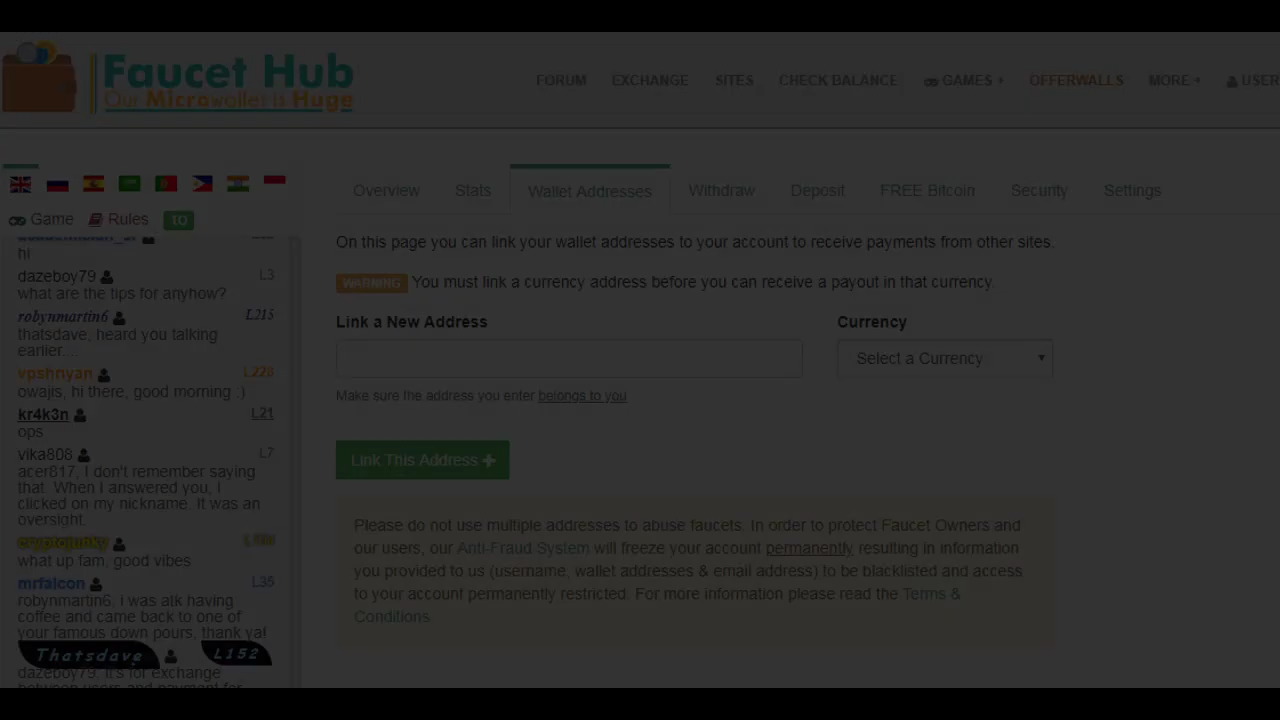 Faucet Hub
Our Microwallet is Huge
FORUM EXCHANGE SITES CHECK BALANCE GAMES OFFERWALLS MORE USER
Game Rules 10
Overview Stats Wallet Addresses Withdraw Deposit FREE Bitcoin Security Settings
hi
dazeboy79 L3
what are the tips for anyhow?
robynmartin6 L215
thatsdave, heard you talking
earlier....
vpshnyan L228
owajis, hi there, good morning :)
kr4k3n L21
ops
vika808 L7
acer817, I don't remember saying
that. When I answered you, I
clicked on my nickname. It was an
oversight.
cryptojunky
what up fam, good vibes
mrfalcon L35
robynmartin6, i was alk having
coffee and came back to one of
your famous down pours, thank ya!
Thatsdave L152
dazeboy79: It's for exchange
between users and payment for
On this page you can link your wallet addresses to your account to receive payments from other sites.
WARNING You must link a currency address before you can receive a payout in that currency.
Link a New Address Currency
Select a Currency
Make sure the address you enter belongs to you
Link This Address
Please do not use multiple addresses to abuse faucets. In order to protect Faucet Owners and
our users, our Anti-Fraud System will freeze your account permanently resulting in information
you provided to us (username, wallet addresses & email address) to be blacklisted and access
to your account permanently restricted. For more information please read the Terms &
Conditions.